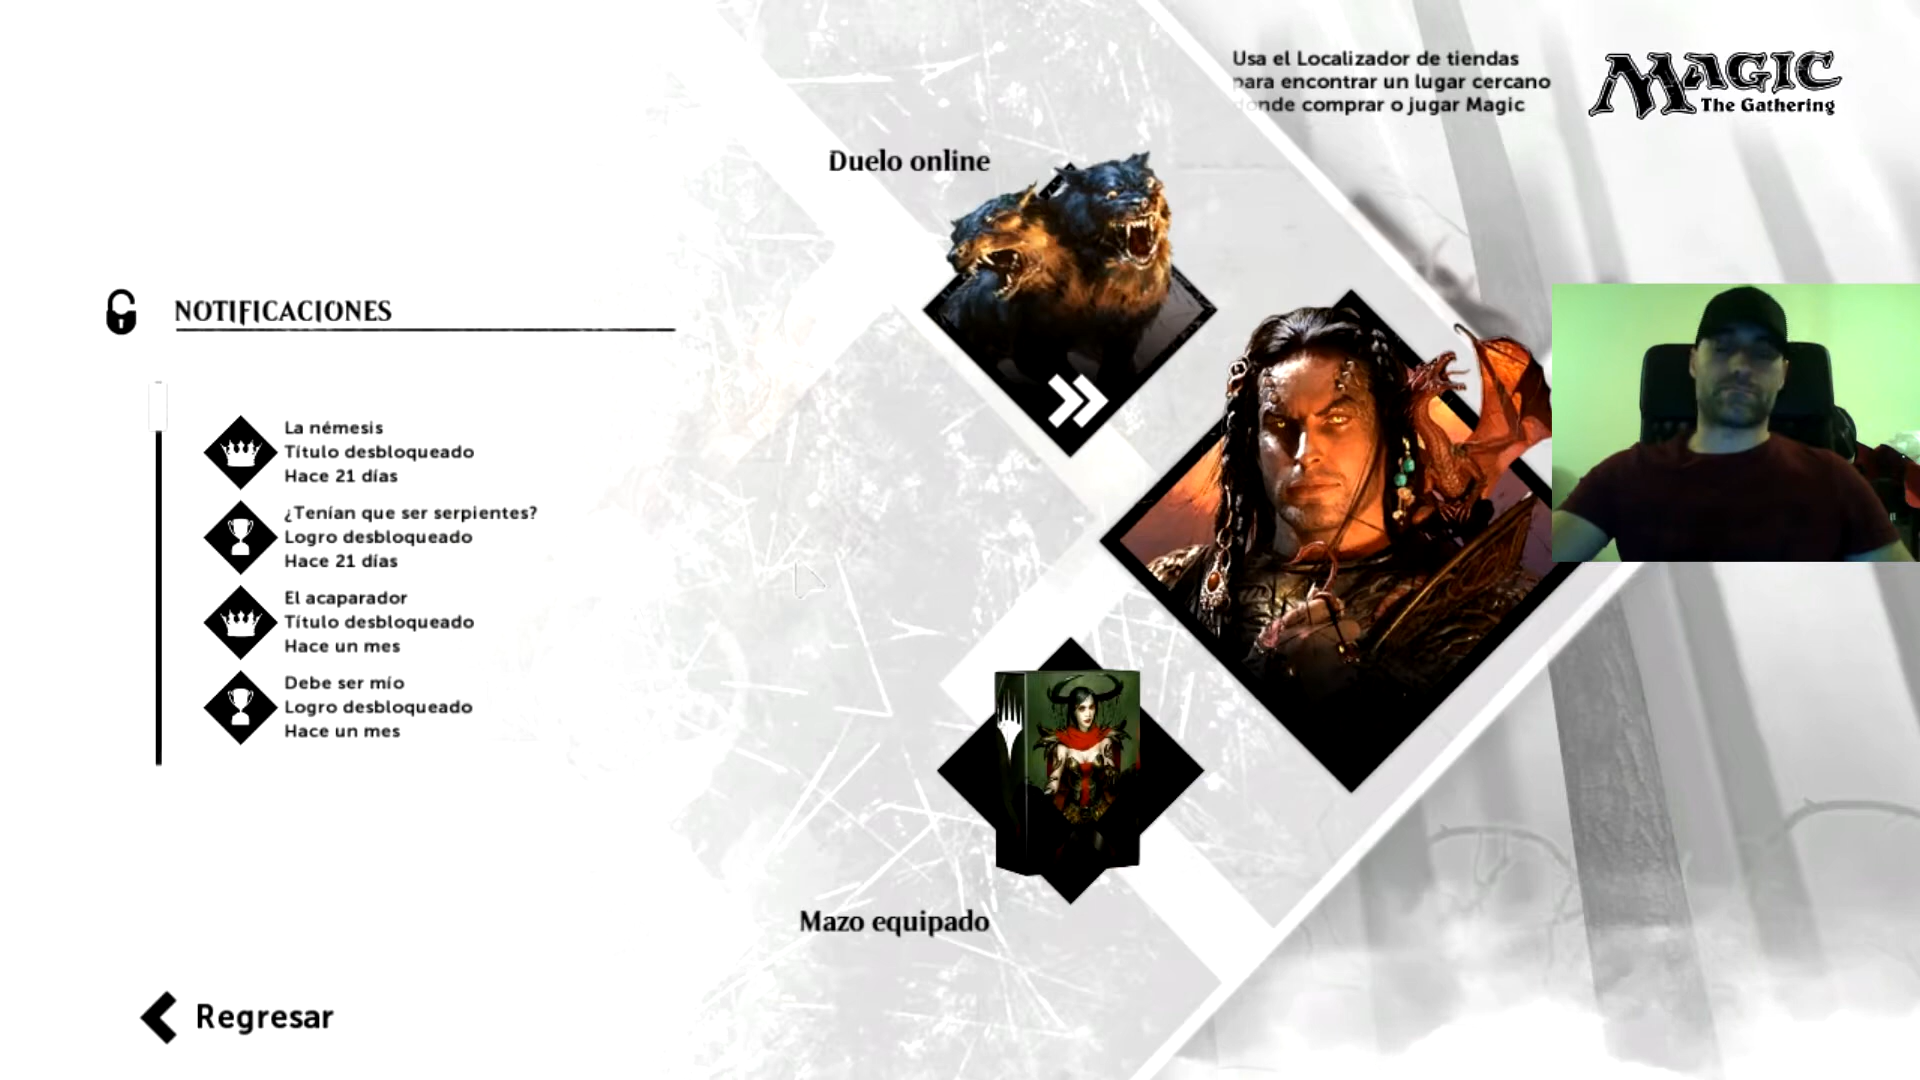 Usa el Localizador de tiendas
para encontrar un lugar cercano
donde comprar o jugar Magic
MAGIC
The Gathering
Duelo online
NOTIFICACIONES
La némesis
Título desbloqueado
Hace 21 días
¿Tenían que ser serpientes?
Logro desbloqueado
Hace 21 días
El acaparador
Título desbloqueado
Hace un mes
Debe ser mío
Logro desbloqueado
Hace un mes
Mazo equipado
Regresar